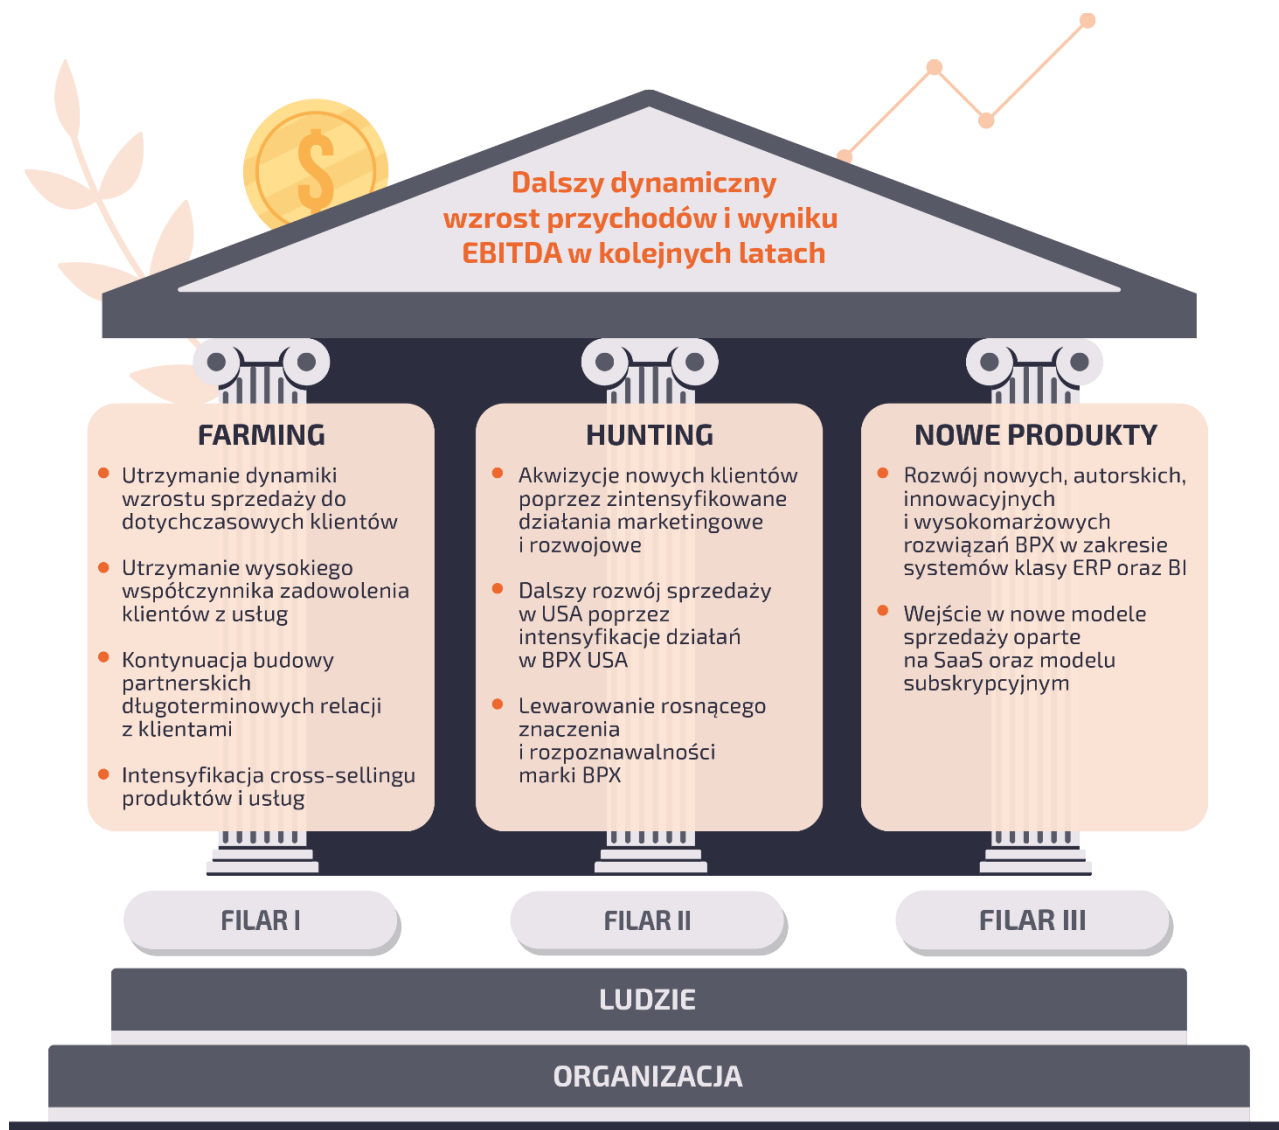 Dalszy dynamiczny
wzrost przychodów i wyniku
EBITDA w kolejnych latach
FARMING
Utrzymanie dynamiki
wzrostu sprzedaży do
dotychczasowych klientów
Utrzymanie wysokiego
współczynnika zadowolenia
klientów z usług
Kontynuacja budowy
partnerskich
długoterminowych relacji
z klientami
Intensyfikacja cross-sellingu
produktów i usług
HUNTING
Akwizycje nowych klientów
poprzez zintensyfikowane
działania marketingowe
i rozwojowe
Dalszy rozwój sprzedaży
w USA poprzez
intensyfikacje działań
w BPX USA
Lewarowanie rosnącego
znaczenia
i rozpoznawalności
marki BPX
NOWE PRODUKTY
Rozwój nowych, autorskich,
innowacyjnych
i wysokomarżowych
rozwiązań BPX w zakresie
systemów klasy ERP oraz BI
Wejście w nowe modele
sprzedaży oparte
na SaaS oraz modelu
subskrypcyjnym
FILAR I
FILAR II
FILAR III
LUDZIE
ORGANIZACJA